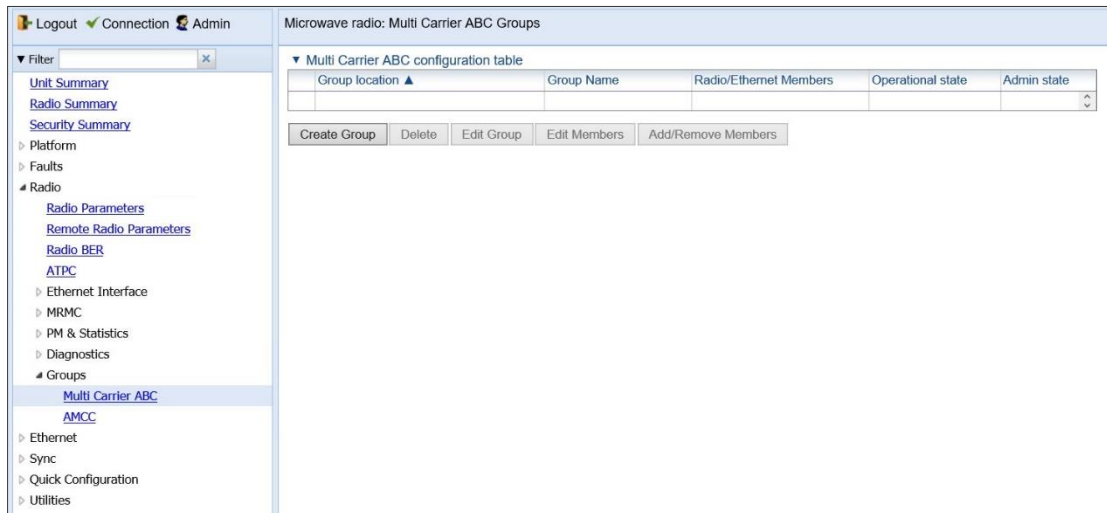 Logout Connection Admin
Microwave radio: Multi Carrier ABC Groups
Filter
Unit Summary
Radio Summary
Security Summary
Platform
Faults
Radio
Radio Parameters
Remote Radio Parameters
Radio BER
ATPC
Ethernet Interface
MRMC
PM & Statistics
Diagnostics
Groups
Multi Carrier ABC
AMCC
Ethernet
Sync
Quick Configuration
Utilities
Multi Carrier ABC configuration table
Group location ▲ Group Name Radio/Ethernet Members Operational state Admin state
Create Group Delete Edit Group Edit Members Add/Remove Members